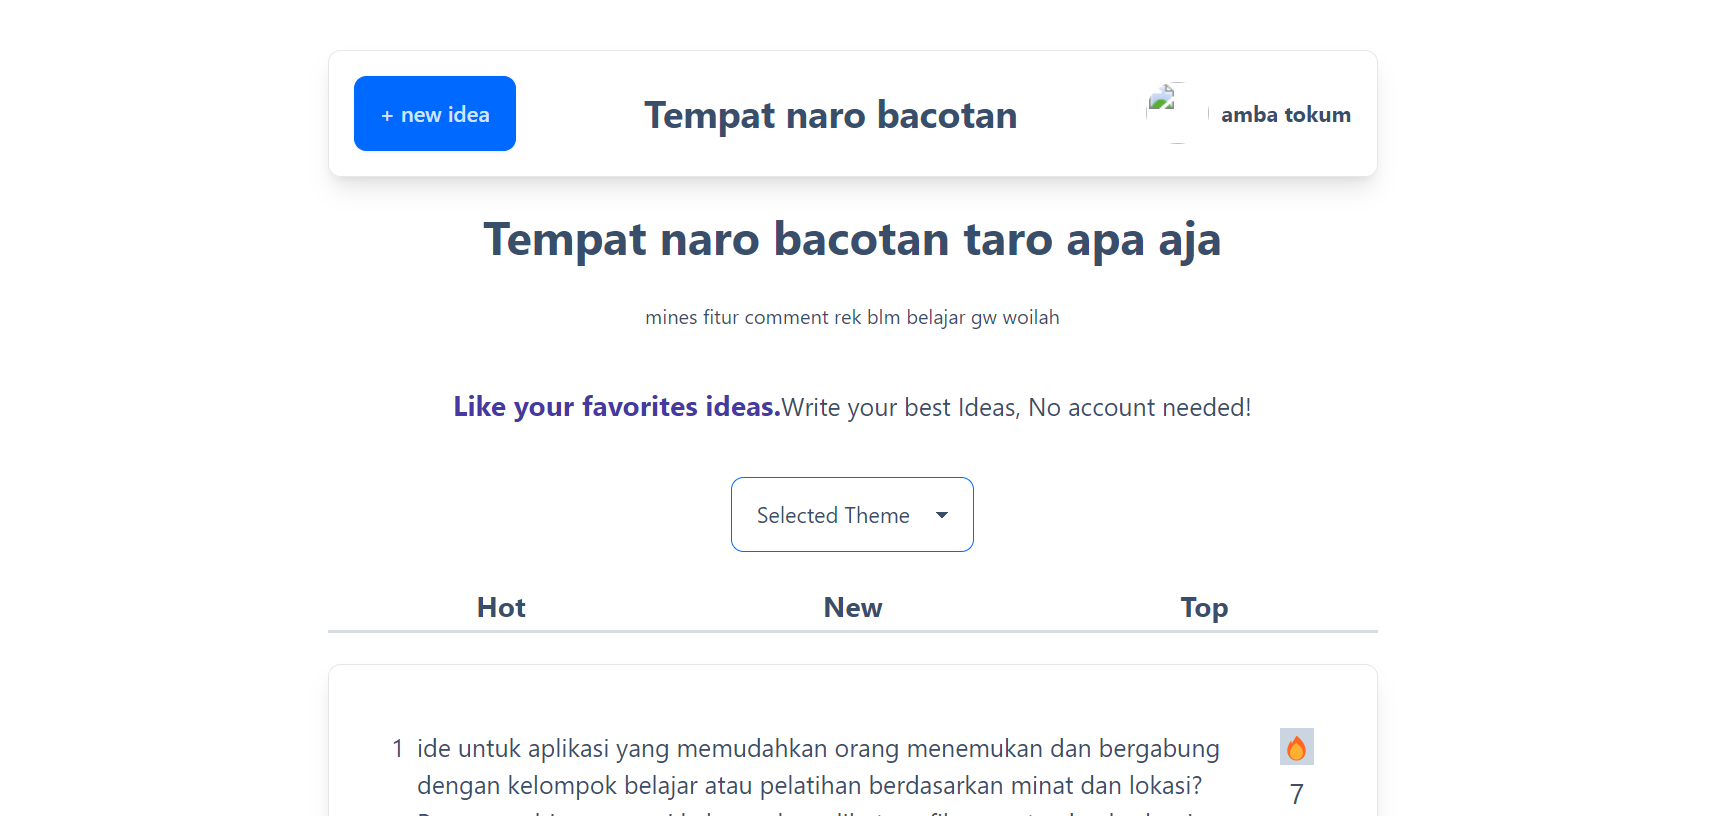 + new idea
Tempat naro bacotan
amba tokum
Tempat naro bacotan taro apa aja
mines fitur comment rek blm belajar gw woilah
Like your favorites ideas.Write your best Ideas, No account needed!
Selected Theme
Hot
New
Top
1 ide untuk aplikasi yang memudahkan orang menemukan dan bergabung
dengan kelompok belajar atau pelatihan berdasarkan minat dan lokasi?
7